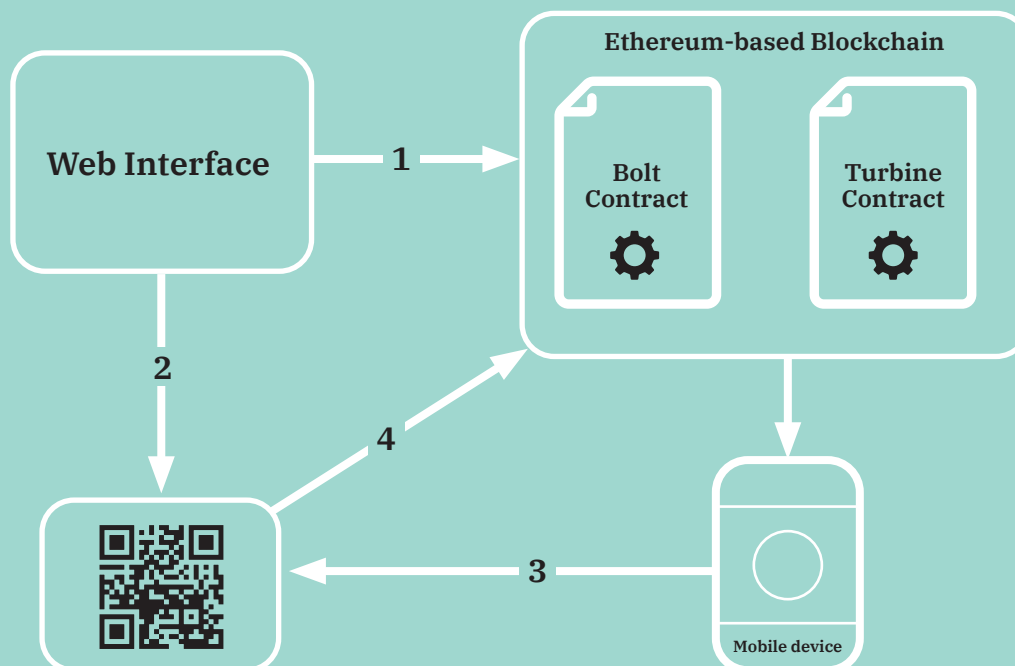 Ethereum-based Blockchain
Web Interface
1
Bolt
Contract
Turbine
Contract
2
4
3
Mobile device